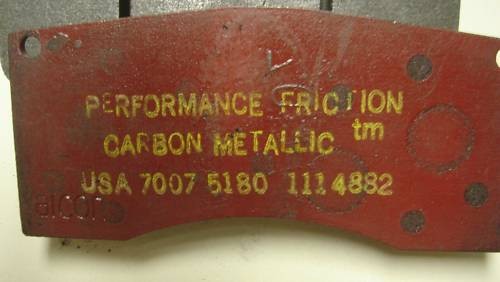 PERFORMANCE FRICTION
CARBON METALLIC tm
USA 7007 5180 1114882